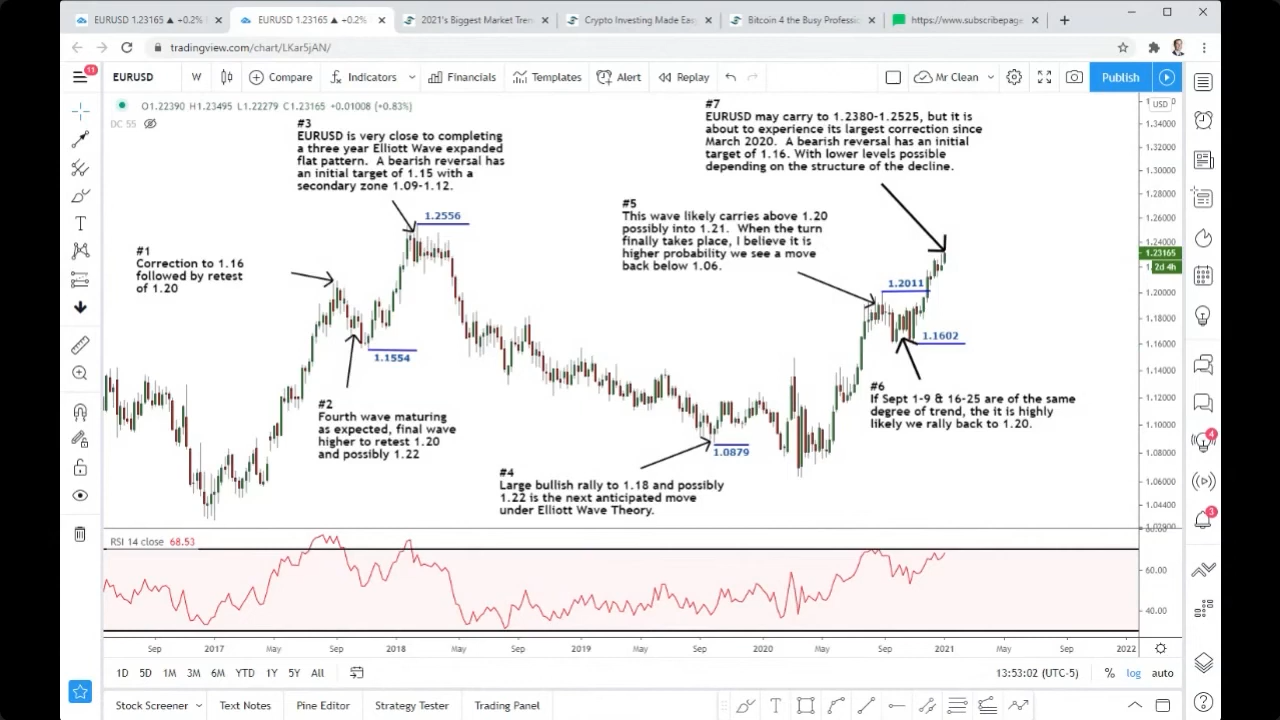 EURUSD 1.23165 ▲ +0.2%
EURUSD 1.23165 ▲ +0.2%
2021's Biggest Market Tren
Crypto Investing Made Eas
Bitcoin 4 the Busy Professi
https://www.subscribepage
tradingview.com/chart/LKar5jAN/
11
EURUSD
W
Compare
Indicators
Financials
Templates
Alert
Replay
Mr Clean
Publish
O1.22390 H1.23495 L1.22279 C1.23165 +0.01008 (+0.83%)
DC 55
#3
EURUSD is very close to completing
a three year Elliott Wave expanded
flat pattern. A bearish reversal has
an initial target of 1.15 with a
secondary zone 1.09-1.12.
#7
EURUSD may carry to 1.2380-1.2525, but it is
about to experience its largest correction since
March 2020. A bearish reversal has an initial
target of 1.16. With lower levels possible
depending on the structure of the decline.
#5
This wave likely carries above 1.20
possibly into 1.21. When the turn
finally takes place, I believe it is
higher probability we see a move
back below 1.06.
1.2556
#1
Correction to 1.16
followed by retest
of 1.20
1.2011
1.1602
1.1554
#2
Fourth wave maturing
as expected, final wave
higher to retest 1.20
and possibly 1.22
#6
If Sept 1-9 & 16-25 are of the same
degree of trend, the it is highly
likely we rally back to 1.20.
1.0879
#4
Large bullish rally to 1.18 and possibly
1.22 is the next anticipated move
under Elliott Wave Theory.
USD
1.34000
1.32000
1.30000
1.28000
1.26000
1.24000
1.23165
2d 4h
1.20000
1.18000
1.16000
1.14000
1.12000
1.10000
1.08000
1.06000
1.04400
RSI 14 close 68.53
60.00
40.00
Sep 2017 May Sep 2018 May Sep 2019 May Sep 2020 May Sep 2021 May Sep 2022
1D 5D 1M 3M 6M YTD 1Y 5Y All
13:53:02 (UTC-5) % log auto
Stock Screener
Text Notes
Pine Editor
Strategy Tester
Trading Panel
4
3